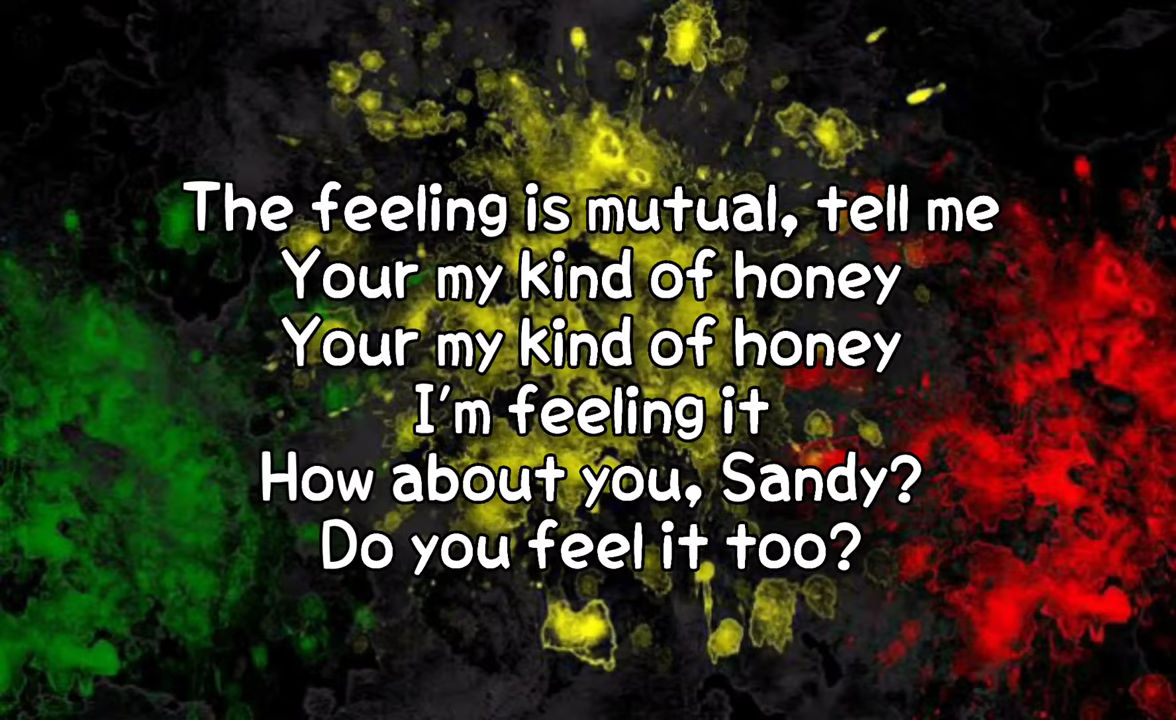 The feeling is mutual, tell me
Your my kind of honey
Your my kind of honey
I'm feeling it
How about you, Sandy?
Do you feel it too?